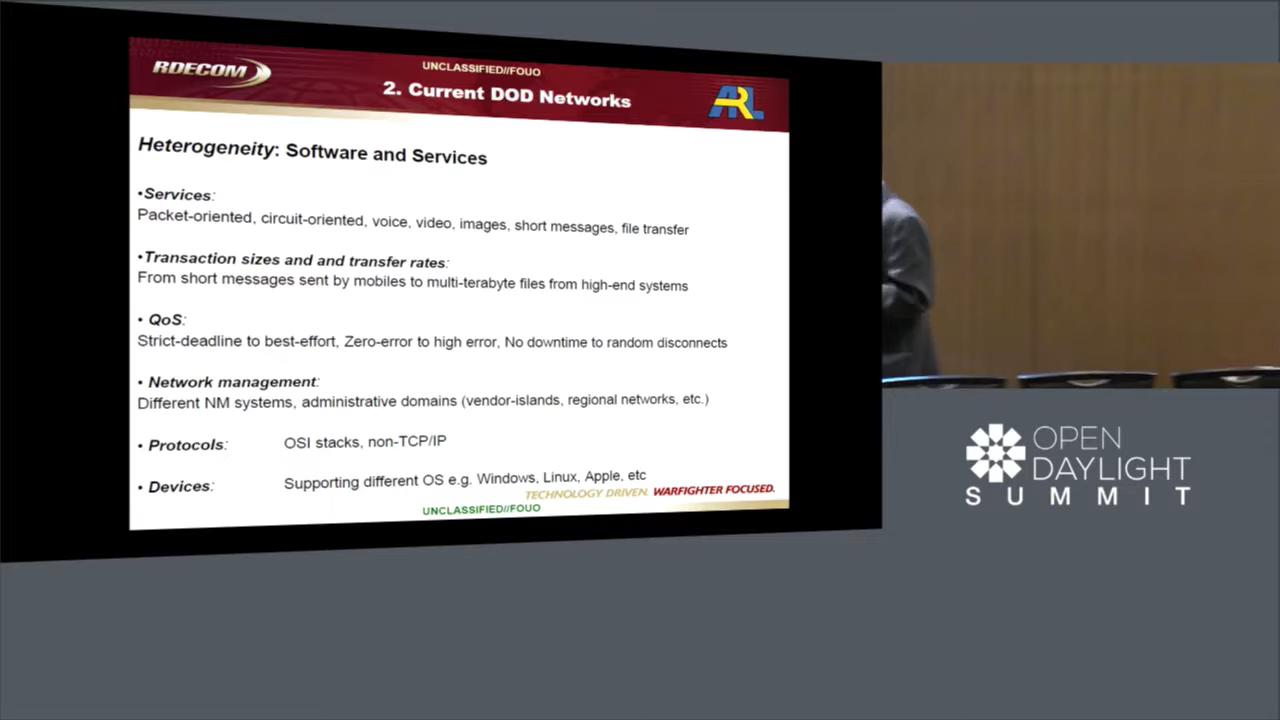 RDECOM
UNCLASSIFIED//FOUO
2. Current DOD Networks
ARL
Heterogeneity: Software and Services
•Services:
Packet-oriented, circuit-oriented, voice, video, images, short messages, file transfer
•Transaction sizes and and transfer rates:
From short messages sent by mobiles to multi-terabyte files from high-end systems
• QoS:
Strict-deadline to best-effort, Zero-error to high error, No downtime to random disconnects
• Network management:
Different NM systems, administrative domains (vendor-islands, regional networks, etc.)
• Protocols: OSI stacks, non-TCP/IP
• Devices: Supporting different OS e.g. Windows, Linux, Apple, etc
TECHNOLOGY DRIVEN. WARFIGHTER FOCUSED.
UNCLASSIFIED//FOUO
OPEN
DAYLIGHT
SUMMIT